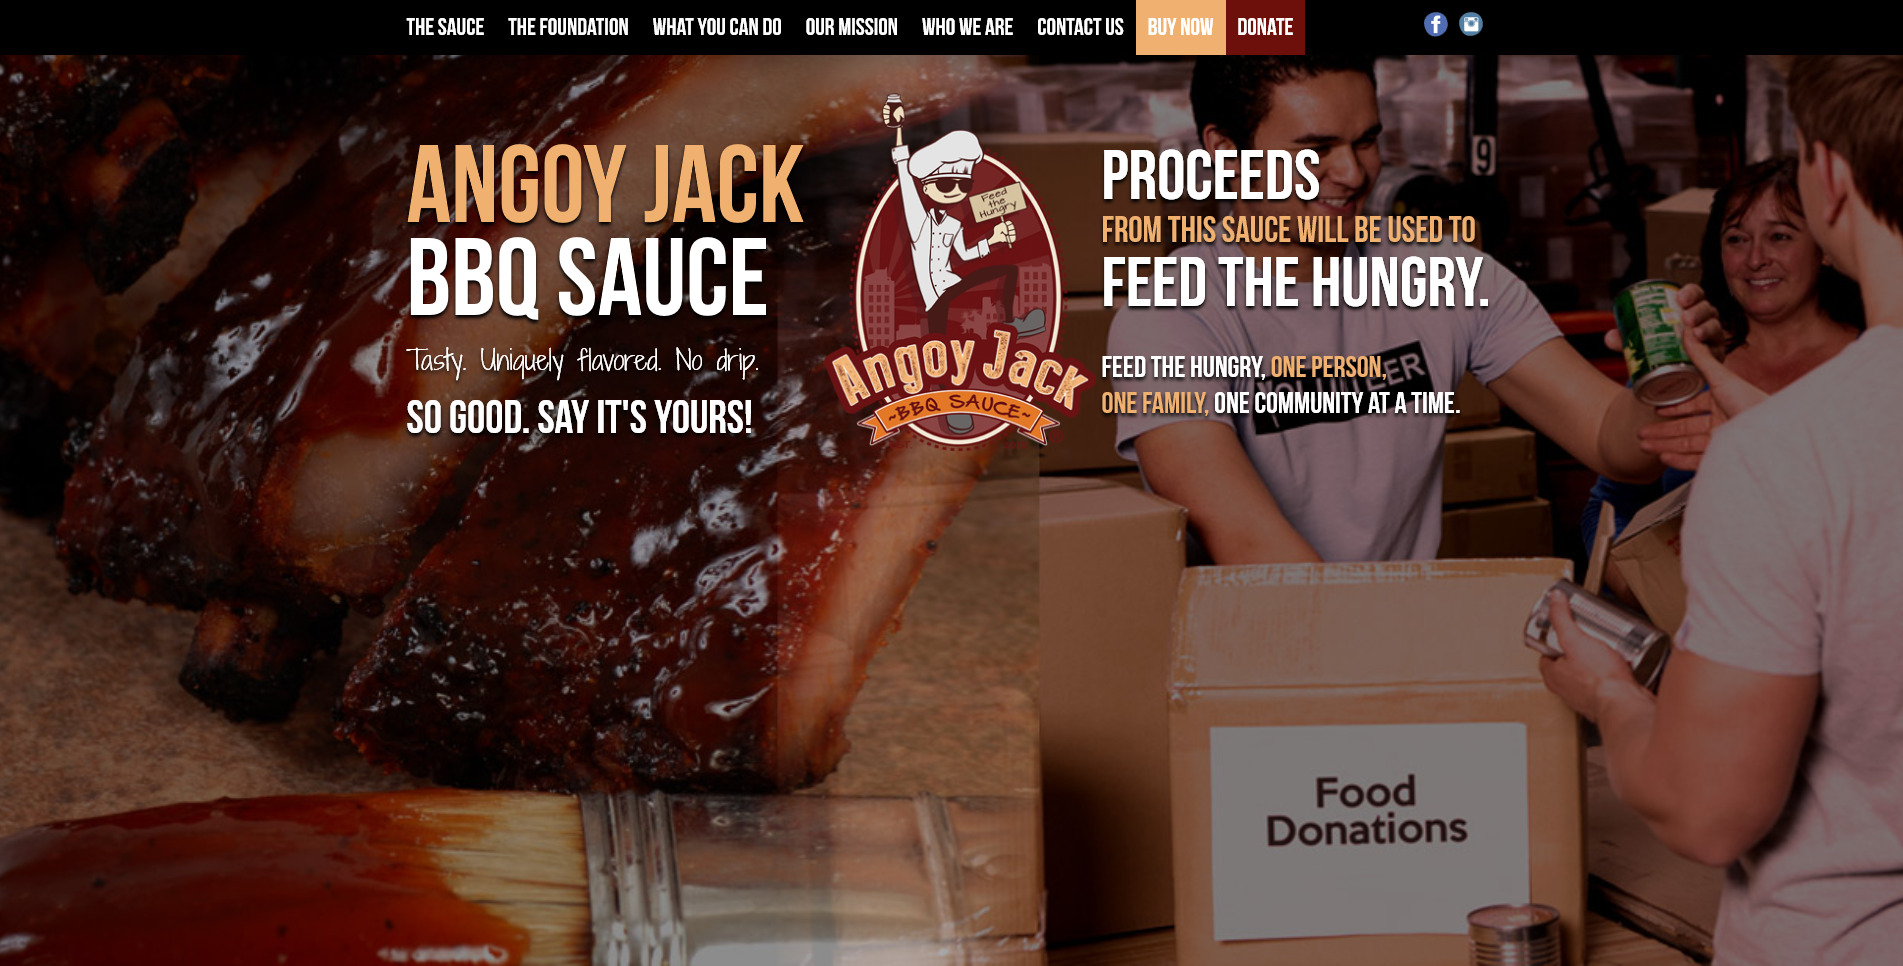 THE SAUCE THE FOUNDATION WHAT YOU CAN DO OUR MISSION WHO WE ARE CONTACT US BUY NOW DONATE
ANGOY JACK
BBQ SAUCE
Tasty. Uniquely flavored. No drip.
SO GOOD. SAY IT'S YOURS!
Feed
the
Hungry
Angoy Jack
~BBQ SAUCE~
PROCEEDS
FROM THIS SAUCE WILL BE USED TO
FEED THE HUNGRY.
FEED THE HUNGRY, ONE PERSON,
ONE FAMILY, ONE COMMUNITY AT A TIME.
9
VOLUNTEER
Food
Donations